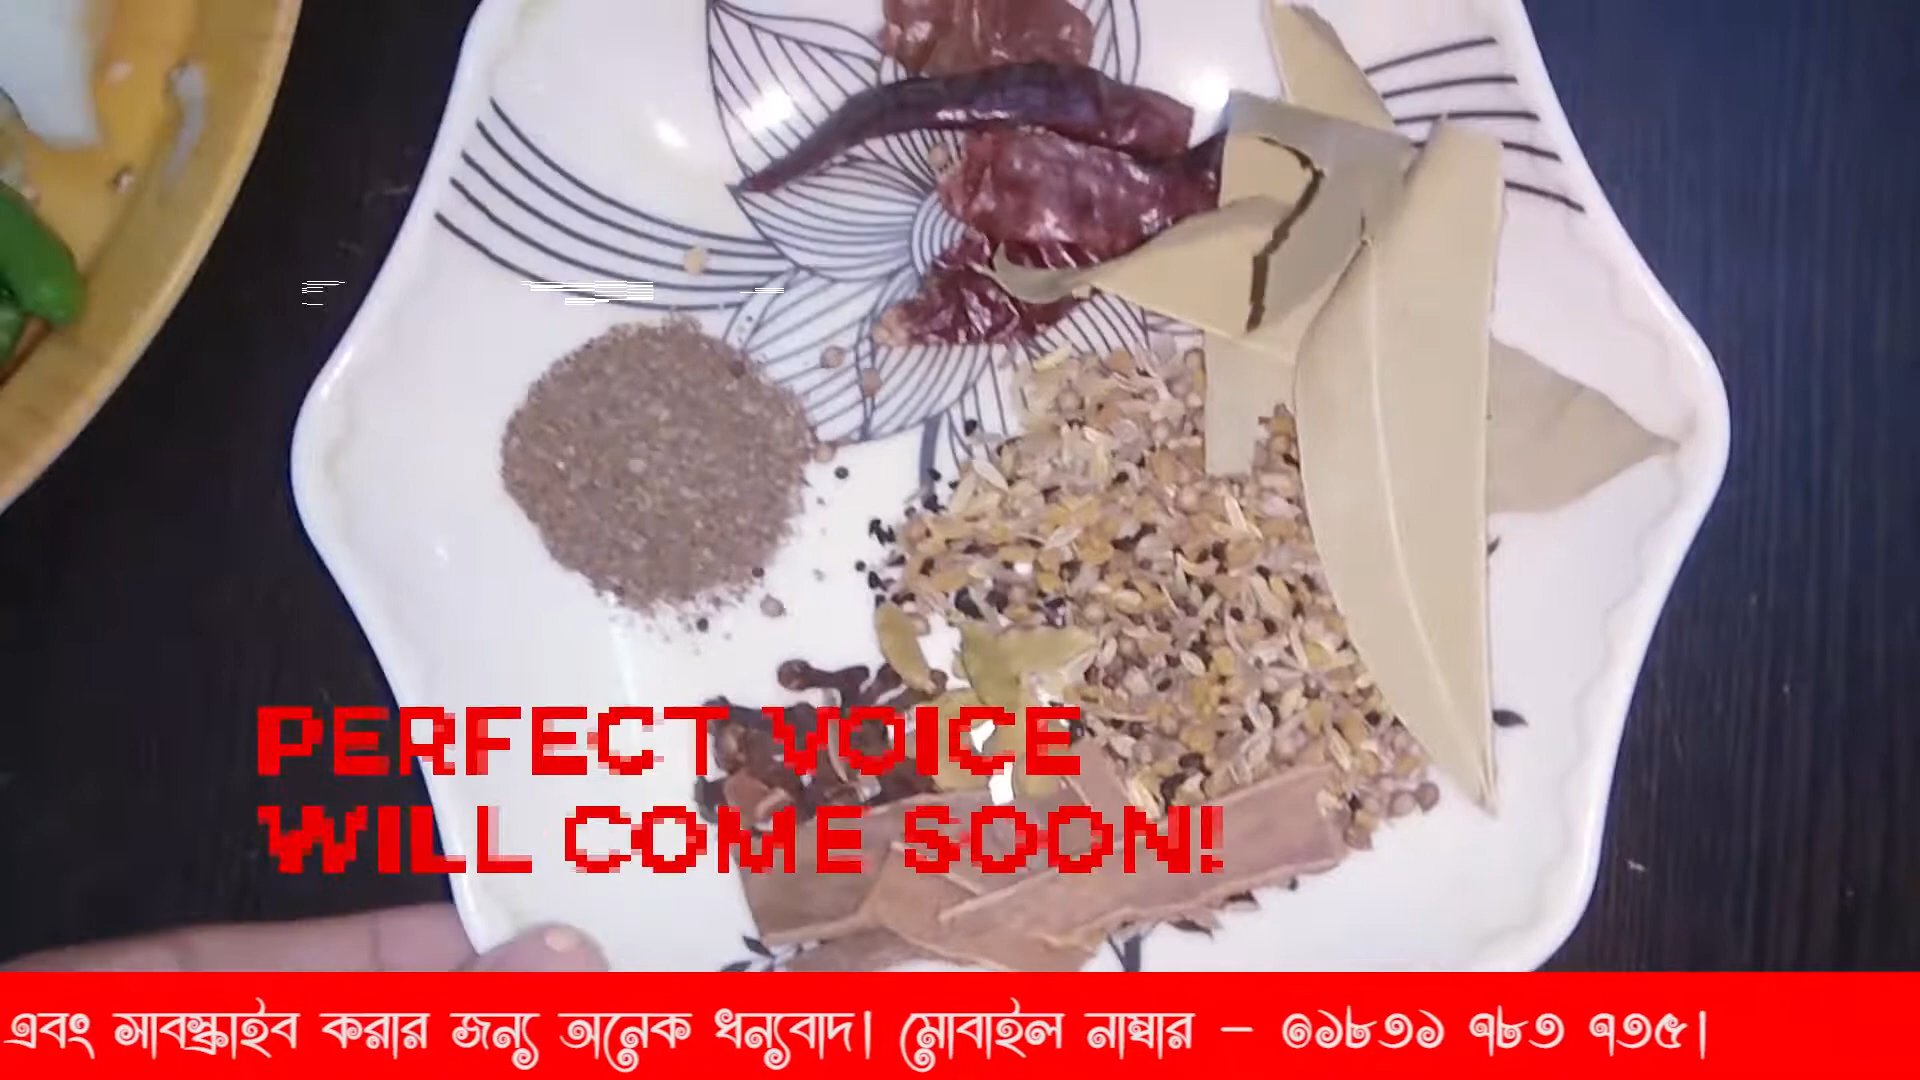 PERFECT VOICE
WILL COME SOON!
এবং সাবস্ক্রাইব করার জন্য অনেক ধন্যবাদ। মোবাইল নাম্বার – ০১৮৩১ ৭৮৩ ৭৩৫।